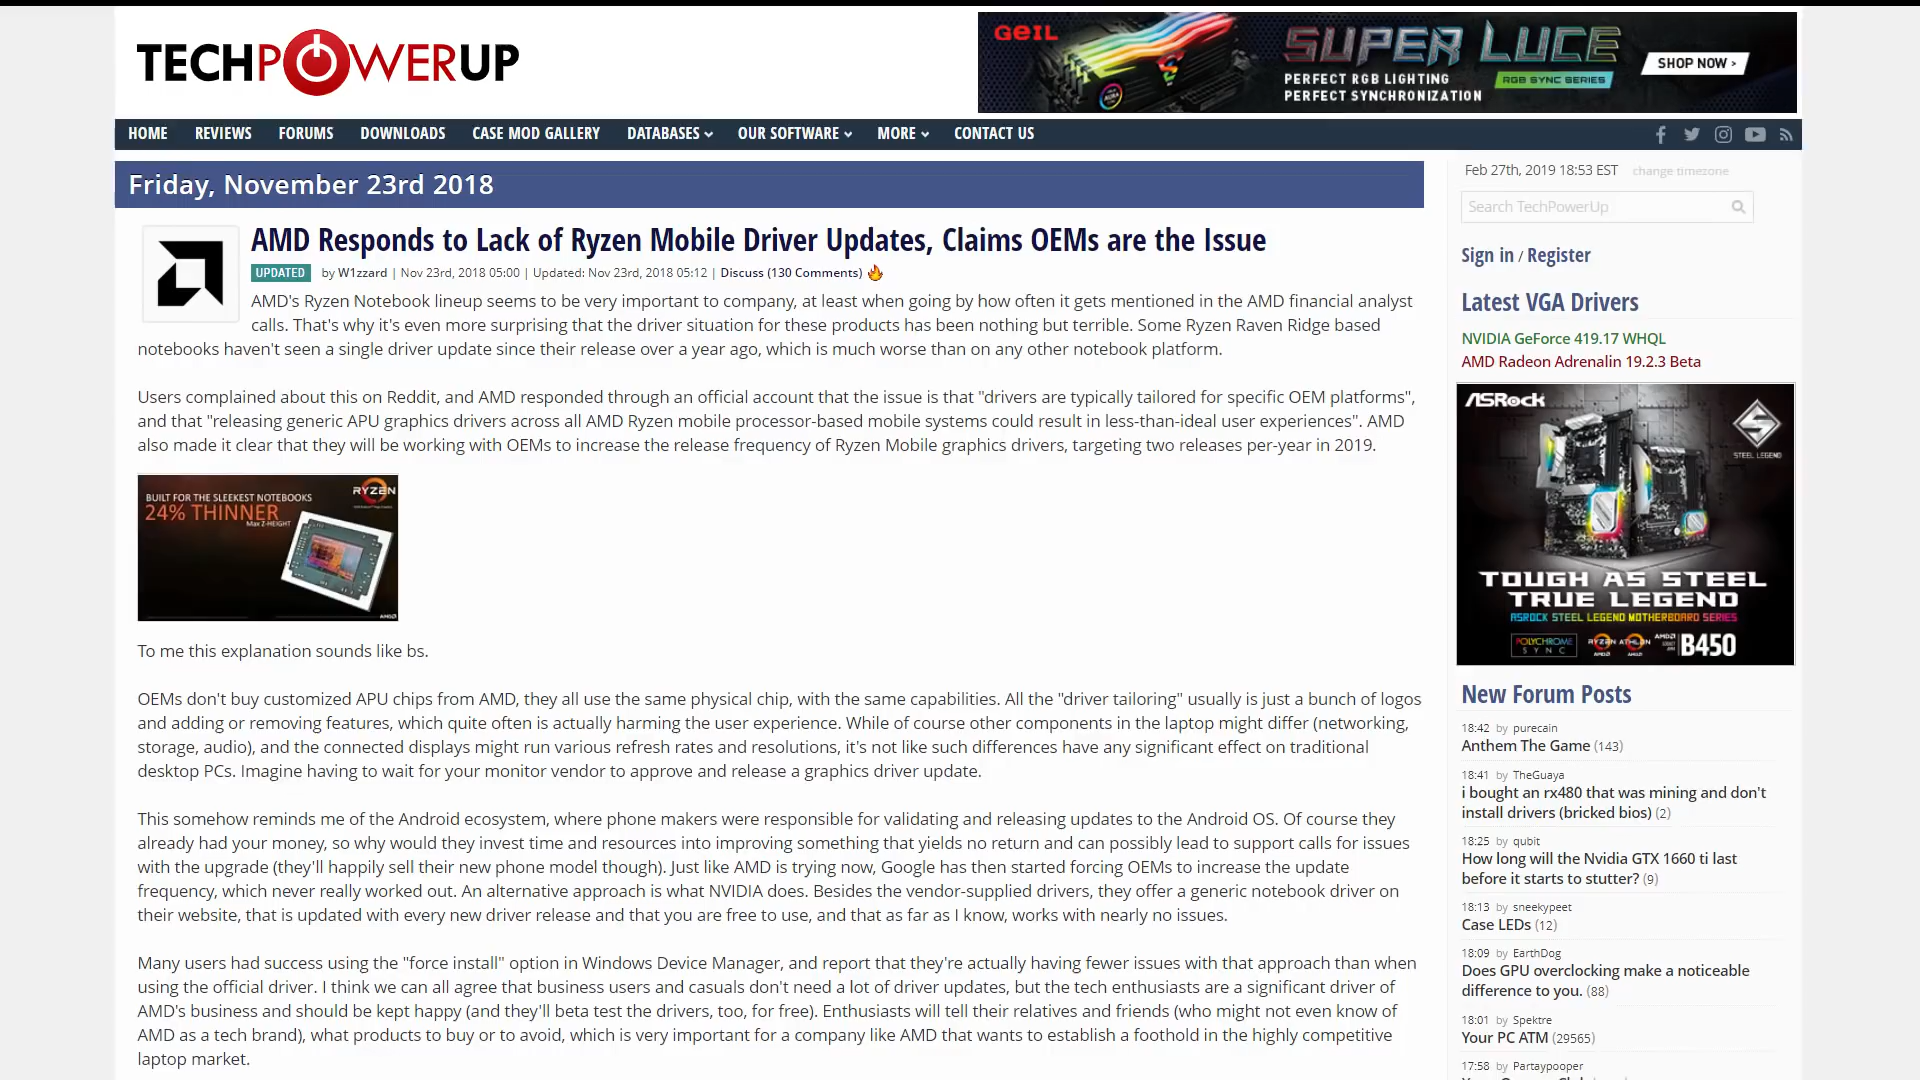 TECHPOWERUP
GEIL
SUPER LUCE
PERFECT RGB LIGHTING
PERFECT SYNCHRONIZATION
RGB SYNC SERIES
SHOP NOW ›
HOME REVIEWS FORUMS DOWNLOADS CASE MOD GALLERY DATABASES OUR SOFTWARE MORE CONTACT US
Friday, November 23rd 2018
AMD Responds to Lack of Ryzen Mobile Driver Updates, Claims OEMs are the Issue
UPDATED by W1zzard | Nov 23rd, 2018 05:00 | Updated: Nov 23rd, 2018 05:12 | Discuss (130 Comments)
AMD's Ryzen Notebook lineup seems to be very important to company, at least when going by how often it gets mentioned in the AMD financial analyst
calls. That's why it's even more surprising that the driver situation for these products has been nothing but terrible. Some Ryzen Raven Ridge based
notebooks haven't seen a single driver update since their release over a year ago, which is much worse than on any other notebook platform.
Users complained about this on Reddit, and AMD responded through an official account that the issue is that "drivers are typically tailored for specific OEM platforms",
and that "releasing generic APU graphics drivers across all AMD Ryzen mobile processor-based mobile systems could result in less-than-ideal user experiences". AMD
also made it clear that they will be working with OEMs to increase the release frequency of Ryzen Mobile graphics drivers, targeting two releases per-year in 2019.
BUILT FOR THE SLEEKEST NOTEBOOKS
24% THINNER
Max Z-HEIGHT
RYZEN
AMD
To me this explanation sounds like bs.
OEMs don't buy customized APU chips from AMD, they all use the same physical chip, with the same capabilities. All the "driver tailoring" usually is just a bunch of logos
and adding or removing features, which quite often is actually harming the user experience. While of course other components in the laptop might differ (networking,
storage, audio), and the connected displays might run various refresh rates and resolutions, it's not like such differences have any significant effect on traditional
desktop PCs. Imagine having to wait for your monitor vendor to approve and release a graphics driver update.
This somehow reminds me of the Android ecosystem, where phone makers were responsible for validating and releasing updates to the Android OS. Of course they
already had your money, so why would they invest time and resources into improving something that yields no return and can possibly lead to support calls for issues
with the upgrade (they'll happily sell their new phone model though). Just like AMD is trying now, Google has then started forcing OEMs to increase the update
frequency, which never really worked out. An alternative approach is what NVIDIA does. Besides the vendor-supplied drivers, they offer a generic notebook driver on
their website, that is updated with every new driver release and that you are free to use, and that as far as I know, works with nearly no issues.
Many users had success using the "force install" option in Windows Device Manager, and report that they're actually having fewer issues with that approach than when
using the official driver. I think we can all agree that business users and casuals don't need a lot of driver updates, but the tech enthusiasts are a significant driver of
AMD's business and should be kept happy (and they'll beta test the drivers, too, for free). Enthusiasts will tell their relatives and friends (who might not even know of
AMD as a tech brand), what products to buy or to avoid, which is very important for a company like AMD that wants to establish a foothold in the highly competitive
laptop market.
Feb 27th, 2019 18:53 EST change timezone
Search TechPowerUp
Sign in / Register
Latest VGA Drivers
NVIDIA GeForce 419.17 WHQL
AMD Radeon Adrenalin 19.2.3 Beta
ASRock
STEEL LEGEND
TOUGH AS STEEL
TRUE LEGEND
ASROCK STEEL LEGEND MOTHERBOARD SERIES
POLYCHROME SYNC
RYZEN ATHLON
AMD B450
New Forum Posts
18:42 by purecain
Anthem The Game (143)
18:41 by TheGuaya
i bought an rx480 that was mining and don't
install drivers (bricked bios) (2)
18:25 by qubit
How long will the Nvidia GTX 1660 ti last
before it starts to stutter? (9)
18:13 by sneekypeet
Case LEDs (12)
18:09 by EarthDog
Does GPU overclocking make a noticeable
difference to you. (88)
18:01 by Spektre
Your PC ATM (29565)
17:58 by Partaypooper